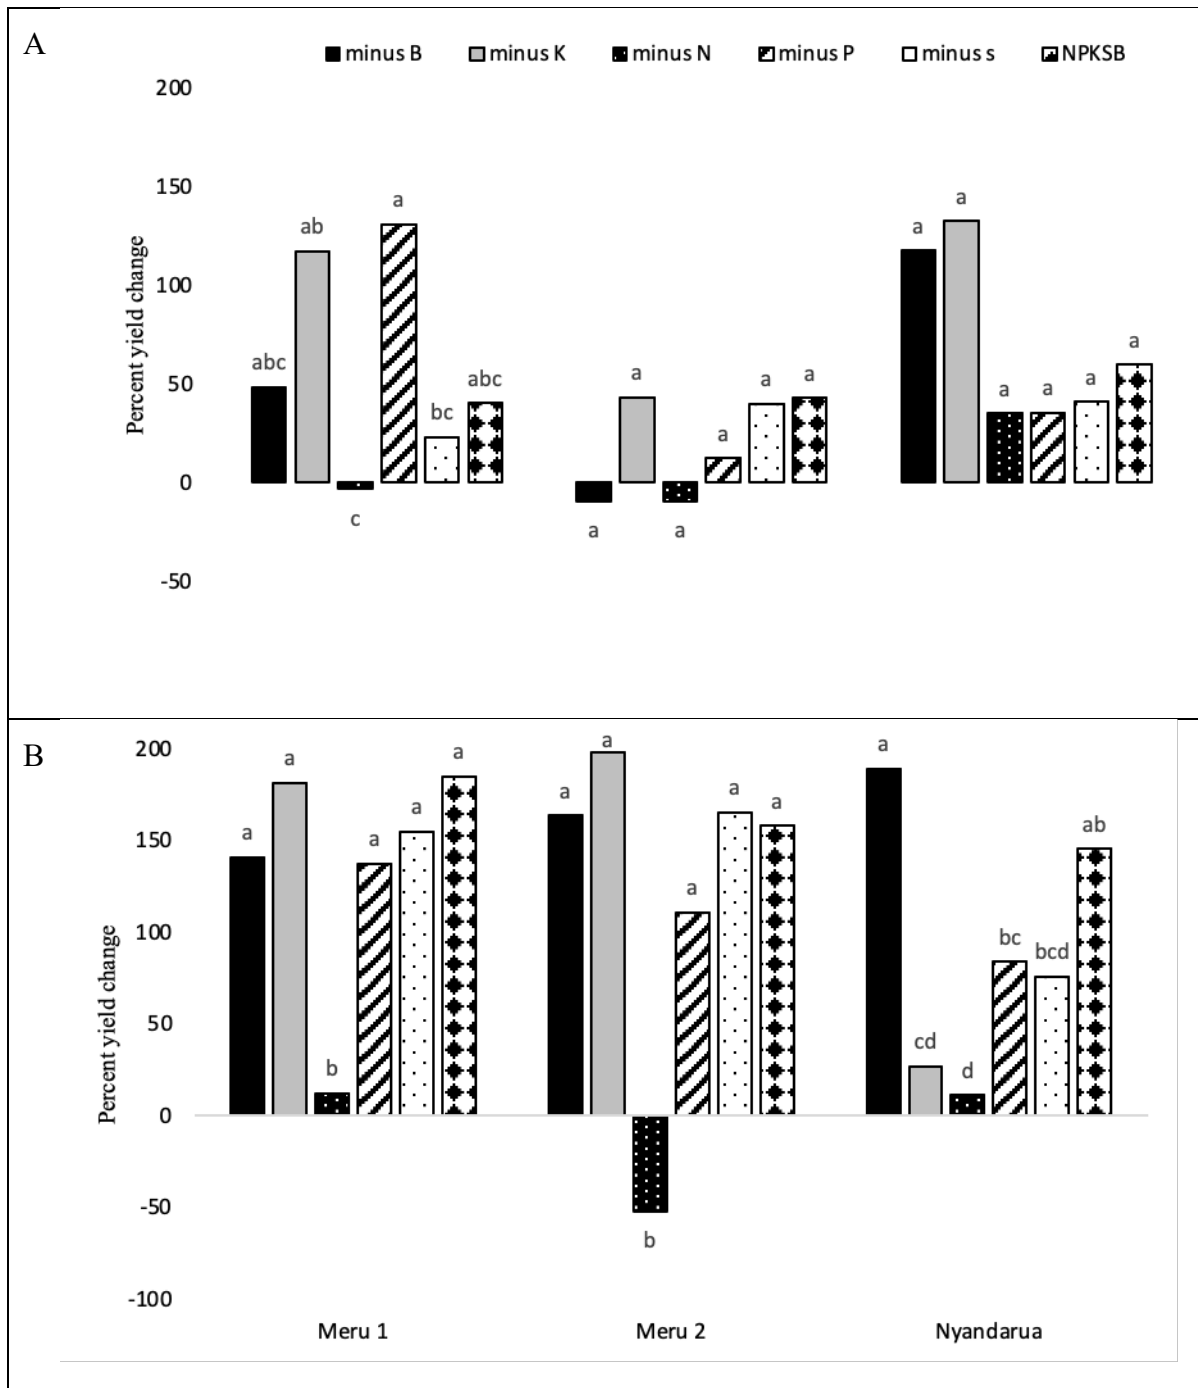 A
minus B minus K minus N minus P minus s NPKSB
200
150
100
50
0
-50
Percent yield change
abc ab c a bc abc
a a a a a a
a a a a a a
B
200
150
100
50
0
-50
-100
Percent yield change
a a b a a a
a a b a a a
a cd d bc bcd ab
Meru 1 Meru 2 Nyandarua